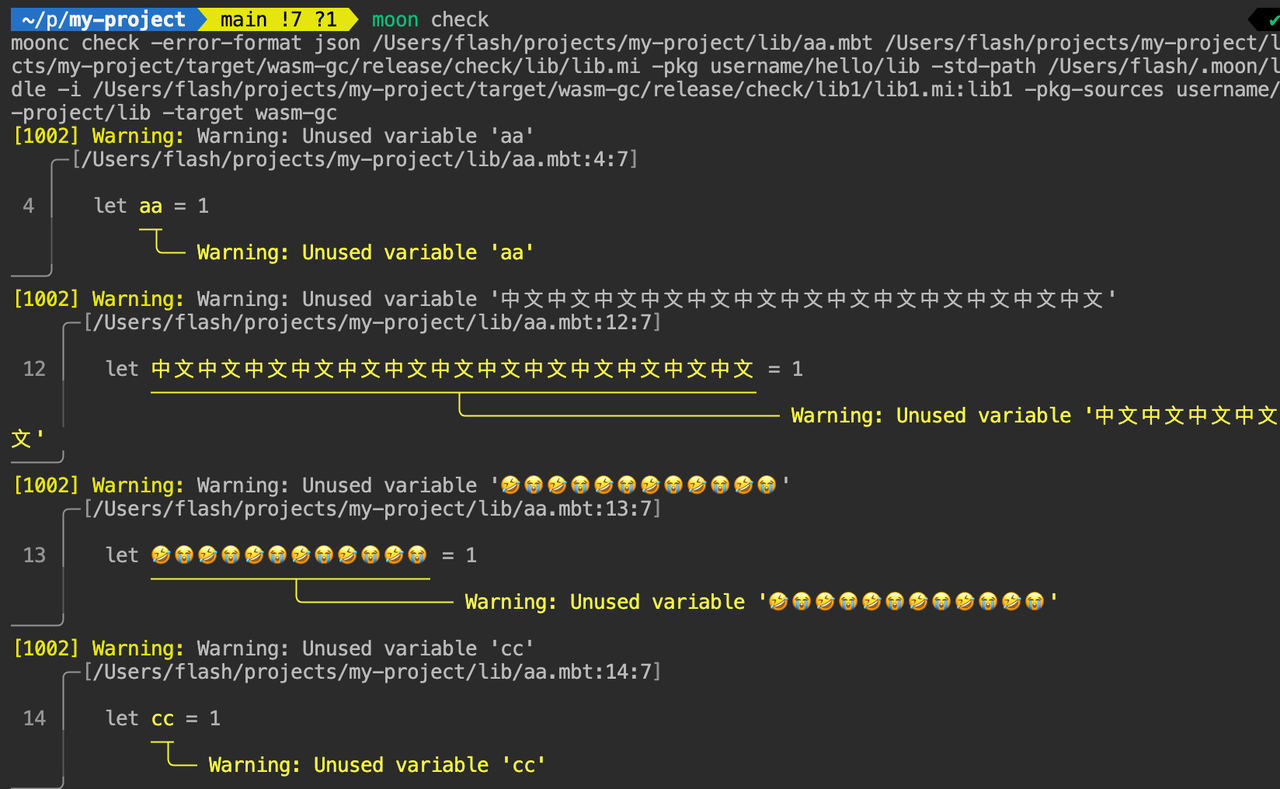 ~/p/my-project main !7 ?1 moon check ✔
moonc check -error-format json /Users/flash/projects/my-project/lib/aa.mbt /Users/flash/projects/my-project/l
cts/my-project/target/wasm-gc/release/check/lib/lib.mi -pkg username/hello/lib -std-path /Users/flash/.moon/l
dle -i /Users/flash/projects/my-project/target/wasm-gc/release/check/lib1/lib1.mi:lib1 -pkg-sources username/
-project/lib -target wasm-gc
[1002] Warning: Warning: Unused variable 'aa'
[/Users/flash/projects/my-project/lib/aa.mbt:4:7]
4 let aa = 1
Warning: Unused variable 'aa'
[1002] Warning: Warning: Unused variable '中文中文中文中文中文中文中文中文中文中文中文中文中文'
[/Users/flash/projects/my-project/lib/aa.mbt:12:7]
12 let 中文中文中文中文中文中文中文中文中文中文中文中文中文 = 1
Warning: Unused variable '中文中文中文中文
文'
[1002] Warning: Warning: Unused variable '🤣😭🤣😭🤣😭🤣😭🤣😭🤣😭'
[/Users/flash/projects/my-project/lib/aa.mbt:13:7]
13 let 🤣😭🤣😭🤣😭🤣😭🤣😭🤣😭 = 1
Warning: Unused variable '🤣😭🤣😭🤣😭🤣😭🤣😭🤣😭'
[1002] Warning: Warning: Unused variable 'cc'
[/Users/flash/projects/my-project/lib/aa.mbt:14:7]
14 let cc = 1
Warning: Unused variable 'cc'